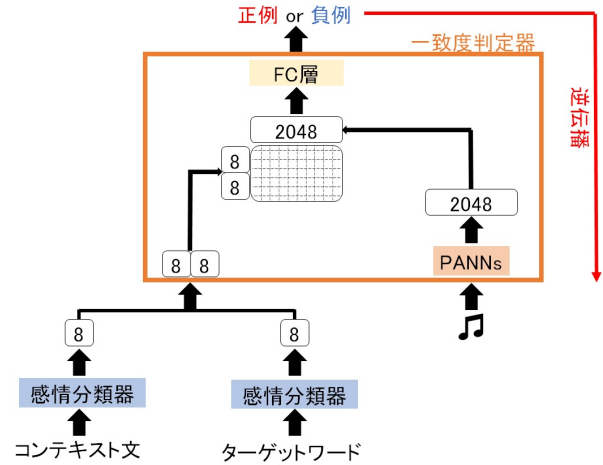 正例 or 負例
一致度判定器
FC層
2048
8
8
逆伝播
2048
8 8
PANNs
8
8
感情分類器
感情分類器
コンテキスト文
ターゲットワード